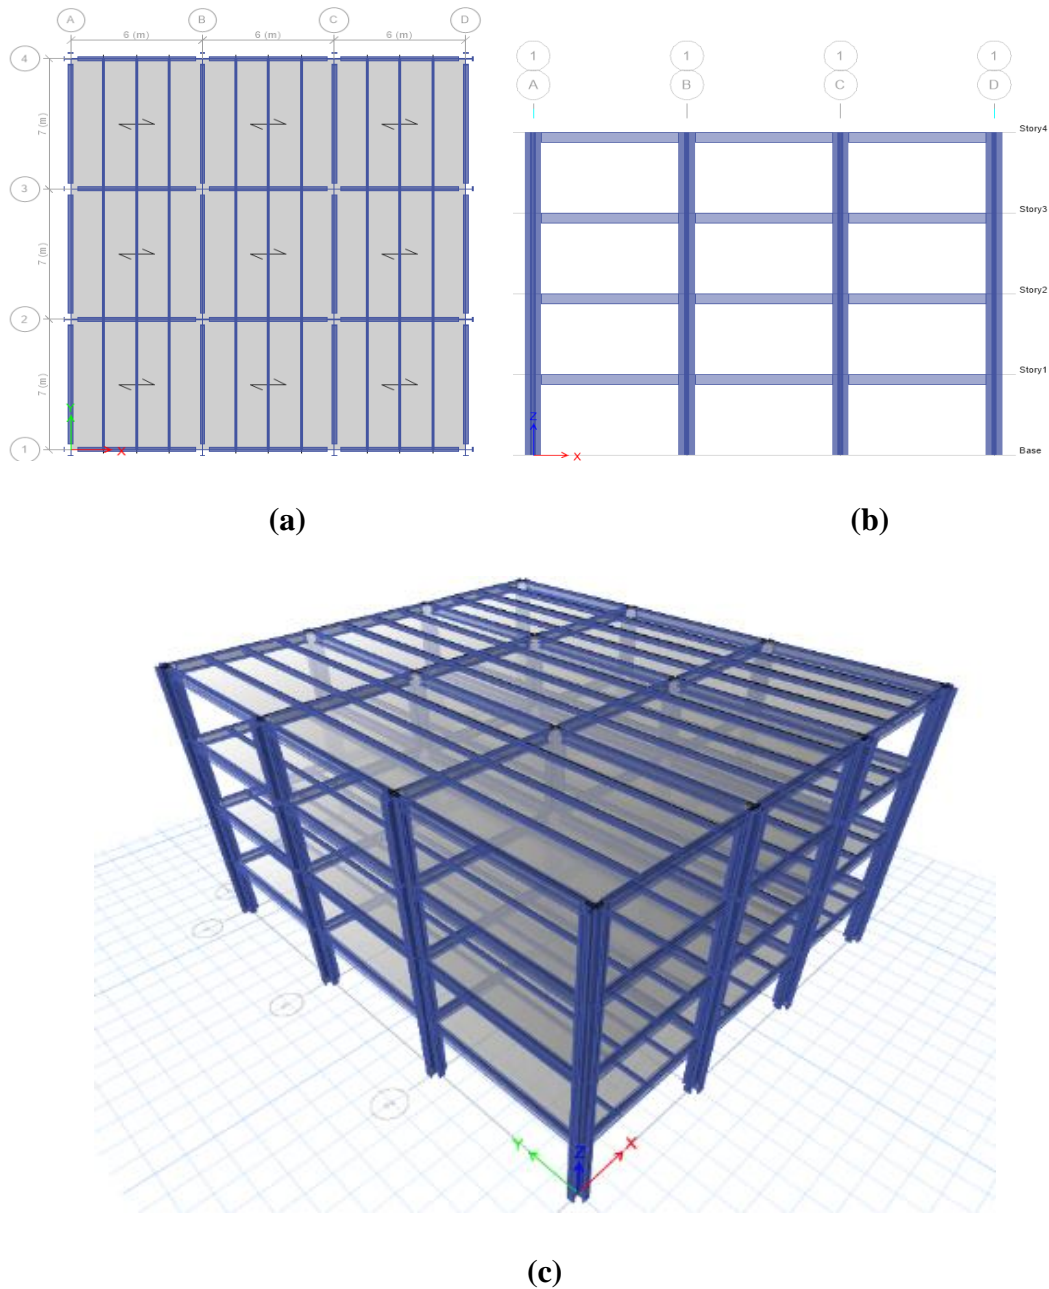 A B C D
6 (m) 6 (m) 6 (m)
4
7 (m)
3
7 (m)
2
7 (m)
1
Y
X
1 1 1 1
A B C D
Story4
Story3
Story2
Story1
Z
Base
X
(a)
(b)
Y
Z
X
(c)